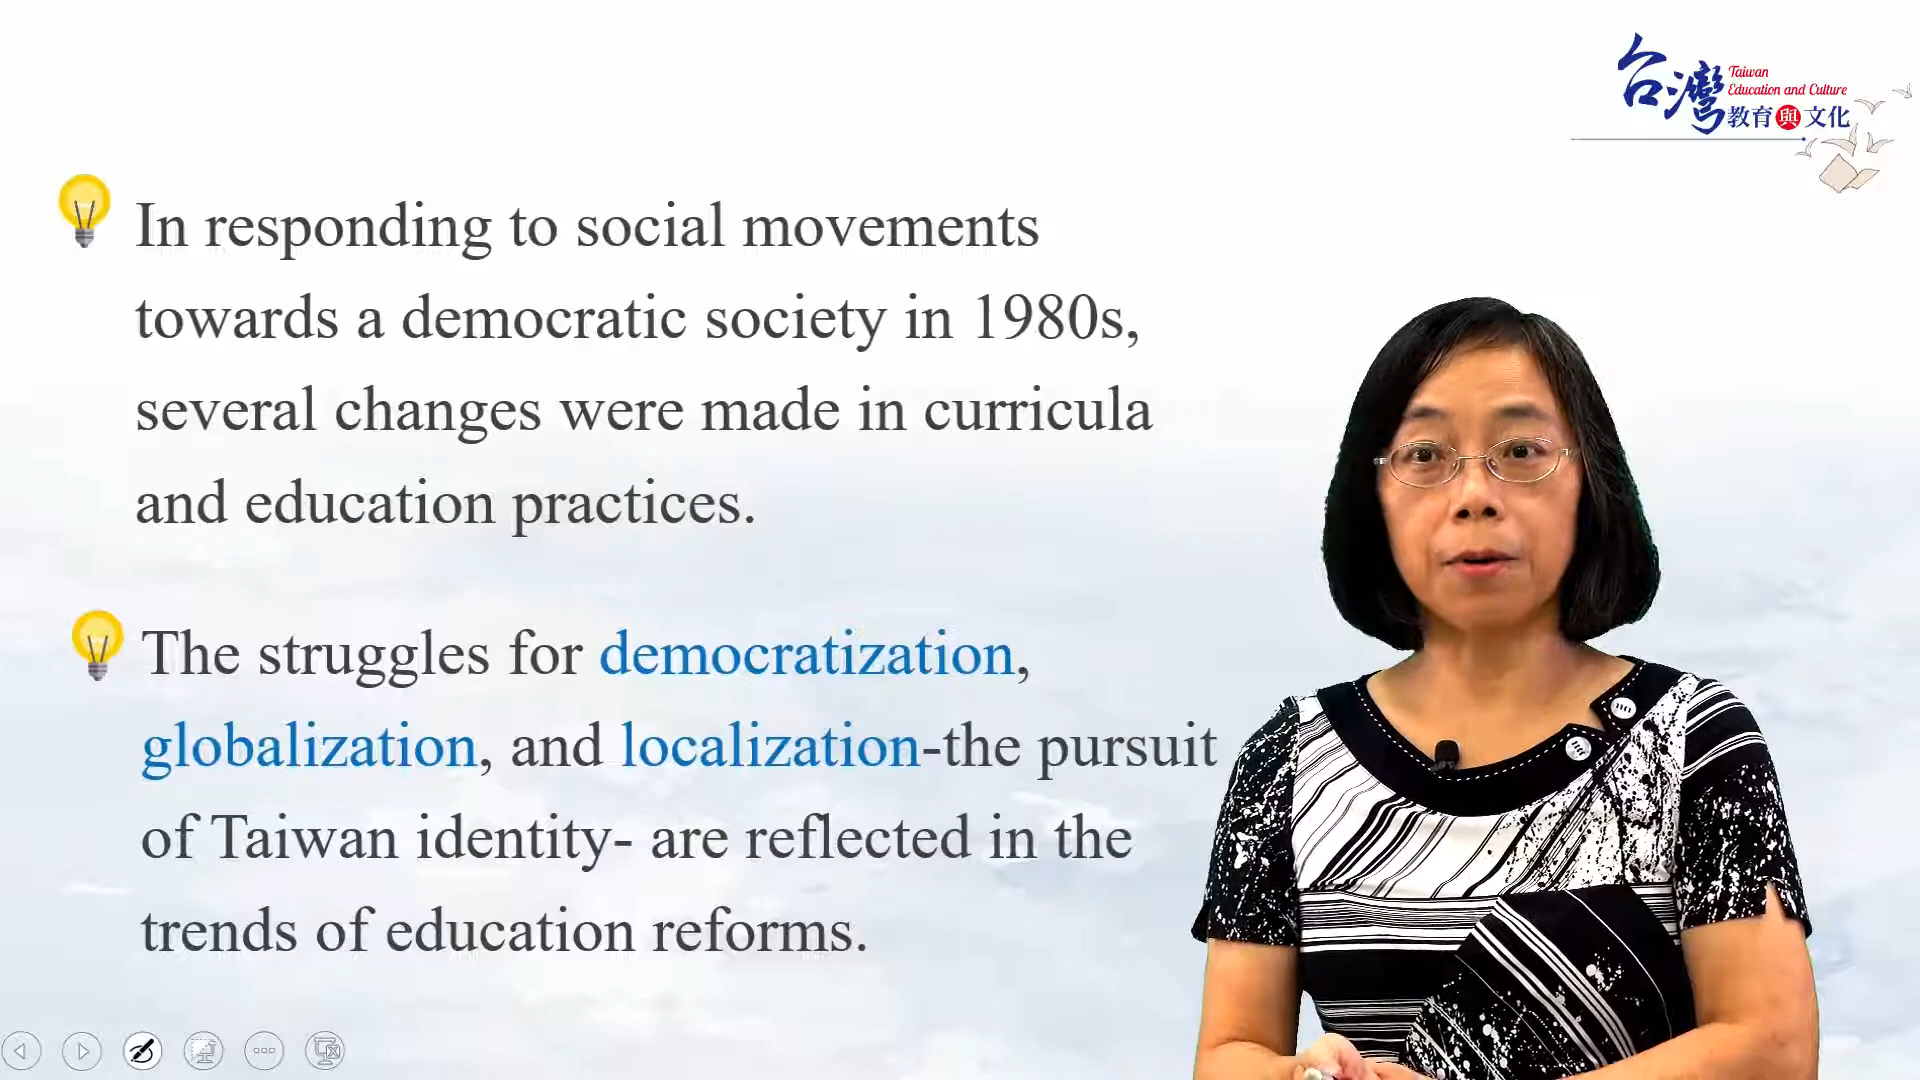 台灣
Taiwan
Education and Culture
教育與文化
In responding to social movements
towards a democratic society in 1980s,
several changes were made in curricula
and education practices.
The struggles for democratization,
globalization, and localization-the pursuit
of Taiwan identity- are reflected in the
trends of education reforms.